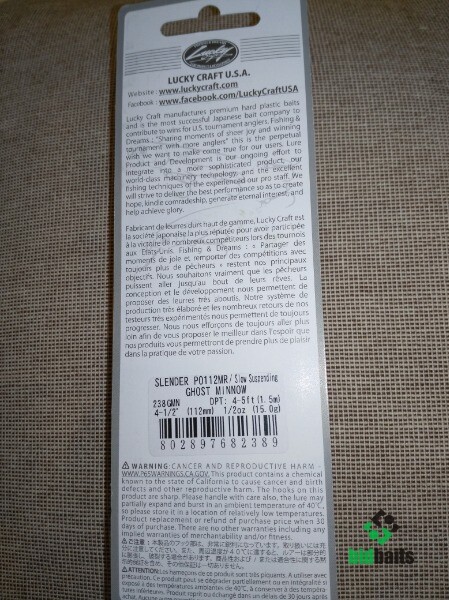 Lucky
LUCKY CRAFT U.S.A.
Website : www.luckycraft.com
Facebook : www.facebook.com/LuckyCraftUSA
Lucky Craft manufactures premium hard plastic baits
and is the most successful Japanese bait company to
contribute to wins for U.S. tournament anglers. Fishing &
Dreams : "Sharing moments of sheer joy and winning
tournament with more anglers" this is the perpetual
wish we want to make come true for our users. Lure
Product and Development is our ongoing effort to
integrate into a more sophisticated product, our
world-class machinery technology, and the excellent
fishing techniques of the experienced our pro staff. We
will strive to deliver the best performance so as to create
hope, kindle comradeship, generate eternal interest, and
help achieve glory.
Fabricant de leurres durs haut de gamme, Lucky Craft est
la société japonaise la plus réputée pour avoir participée
à la victoire de nombreux compétiteurs lors des tournois
aux Etats-Unis. Fishing & Dreams : « Partager des
moments de joie et remporter des compétitions avec
toujours plus de pêcheurs » restent nos principaux
objectifs. Nous souhaitons vraiment que les pêcheurs
puissent aller jusqu'au bout de leurs rêves. La
conception et le développement nous permettent de
proposer des leurres très aboutis. Notre système de
production très élaboré et les nombreux retours de nos
testeurs très expérimentés nous permettent de toujours
progresser. Nous nous efforçons de toujours aller plus
loin afin de vous proposer le meilleur dans l'espoir que
nos produits vous permettront de prendre plus de plaisir
dans la pratique de votre passion.
SLENDER PO112MR/Slow Suspending
GHOST MINNOW
238GMN DPT: 4-5ft(1.5m)
4-1/2" (112mm) 1/2oz (15.0g)
802897682389
⚠WARNING: CANCER AND REPRODUCTIVE HARM -
WWW.P65WARNINGS.CA.GOV This product contains a chemical
known to the state of California to cause cancer and birth
defects and other reproductive harm. The hooks on this
product are sharp. Please handle with care also, the lure may
partially expand and burst in an ambient temperature of 40℃,
so please store it in a location of relatively low temperatures.
Product replacement or refund of purchase price when 30
days of purchase. There are no other warranties including any
implied warranties of merchantability and/or fitness.
⚠ATTENTION:
baits